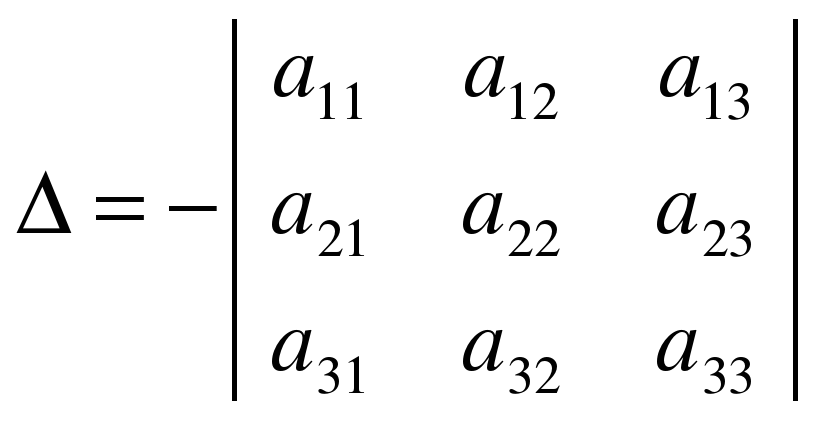 a₁₁ a₁₂ a₁₃
Δ = − a₂₁ a₂₂ a₂₃
a₃₁ a₃₂ a₃₃